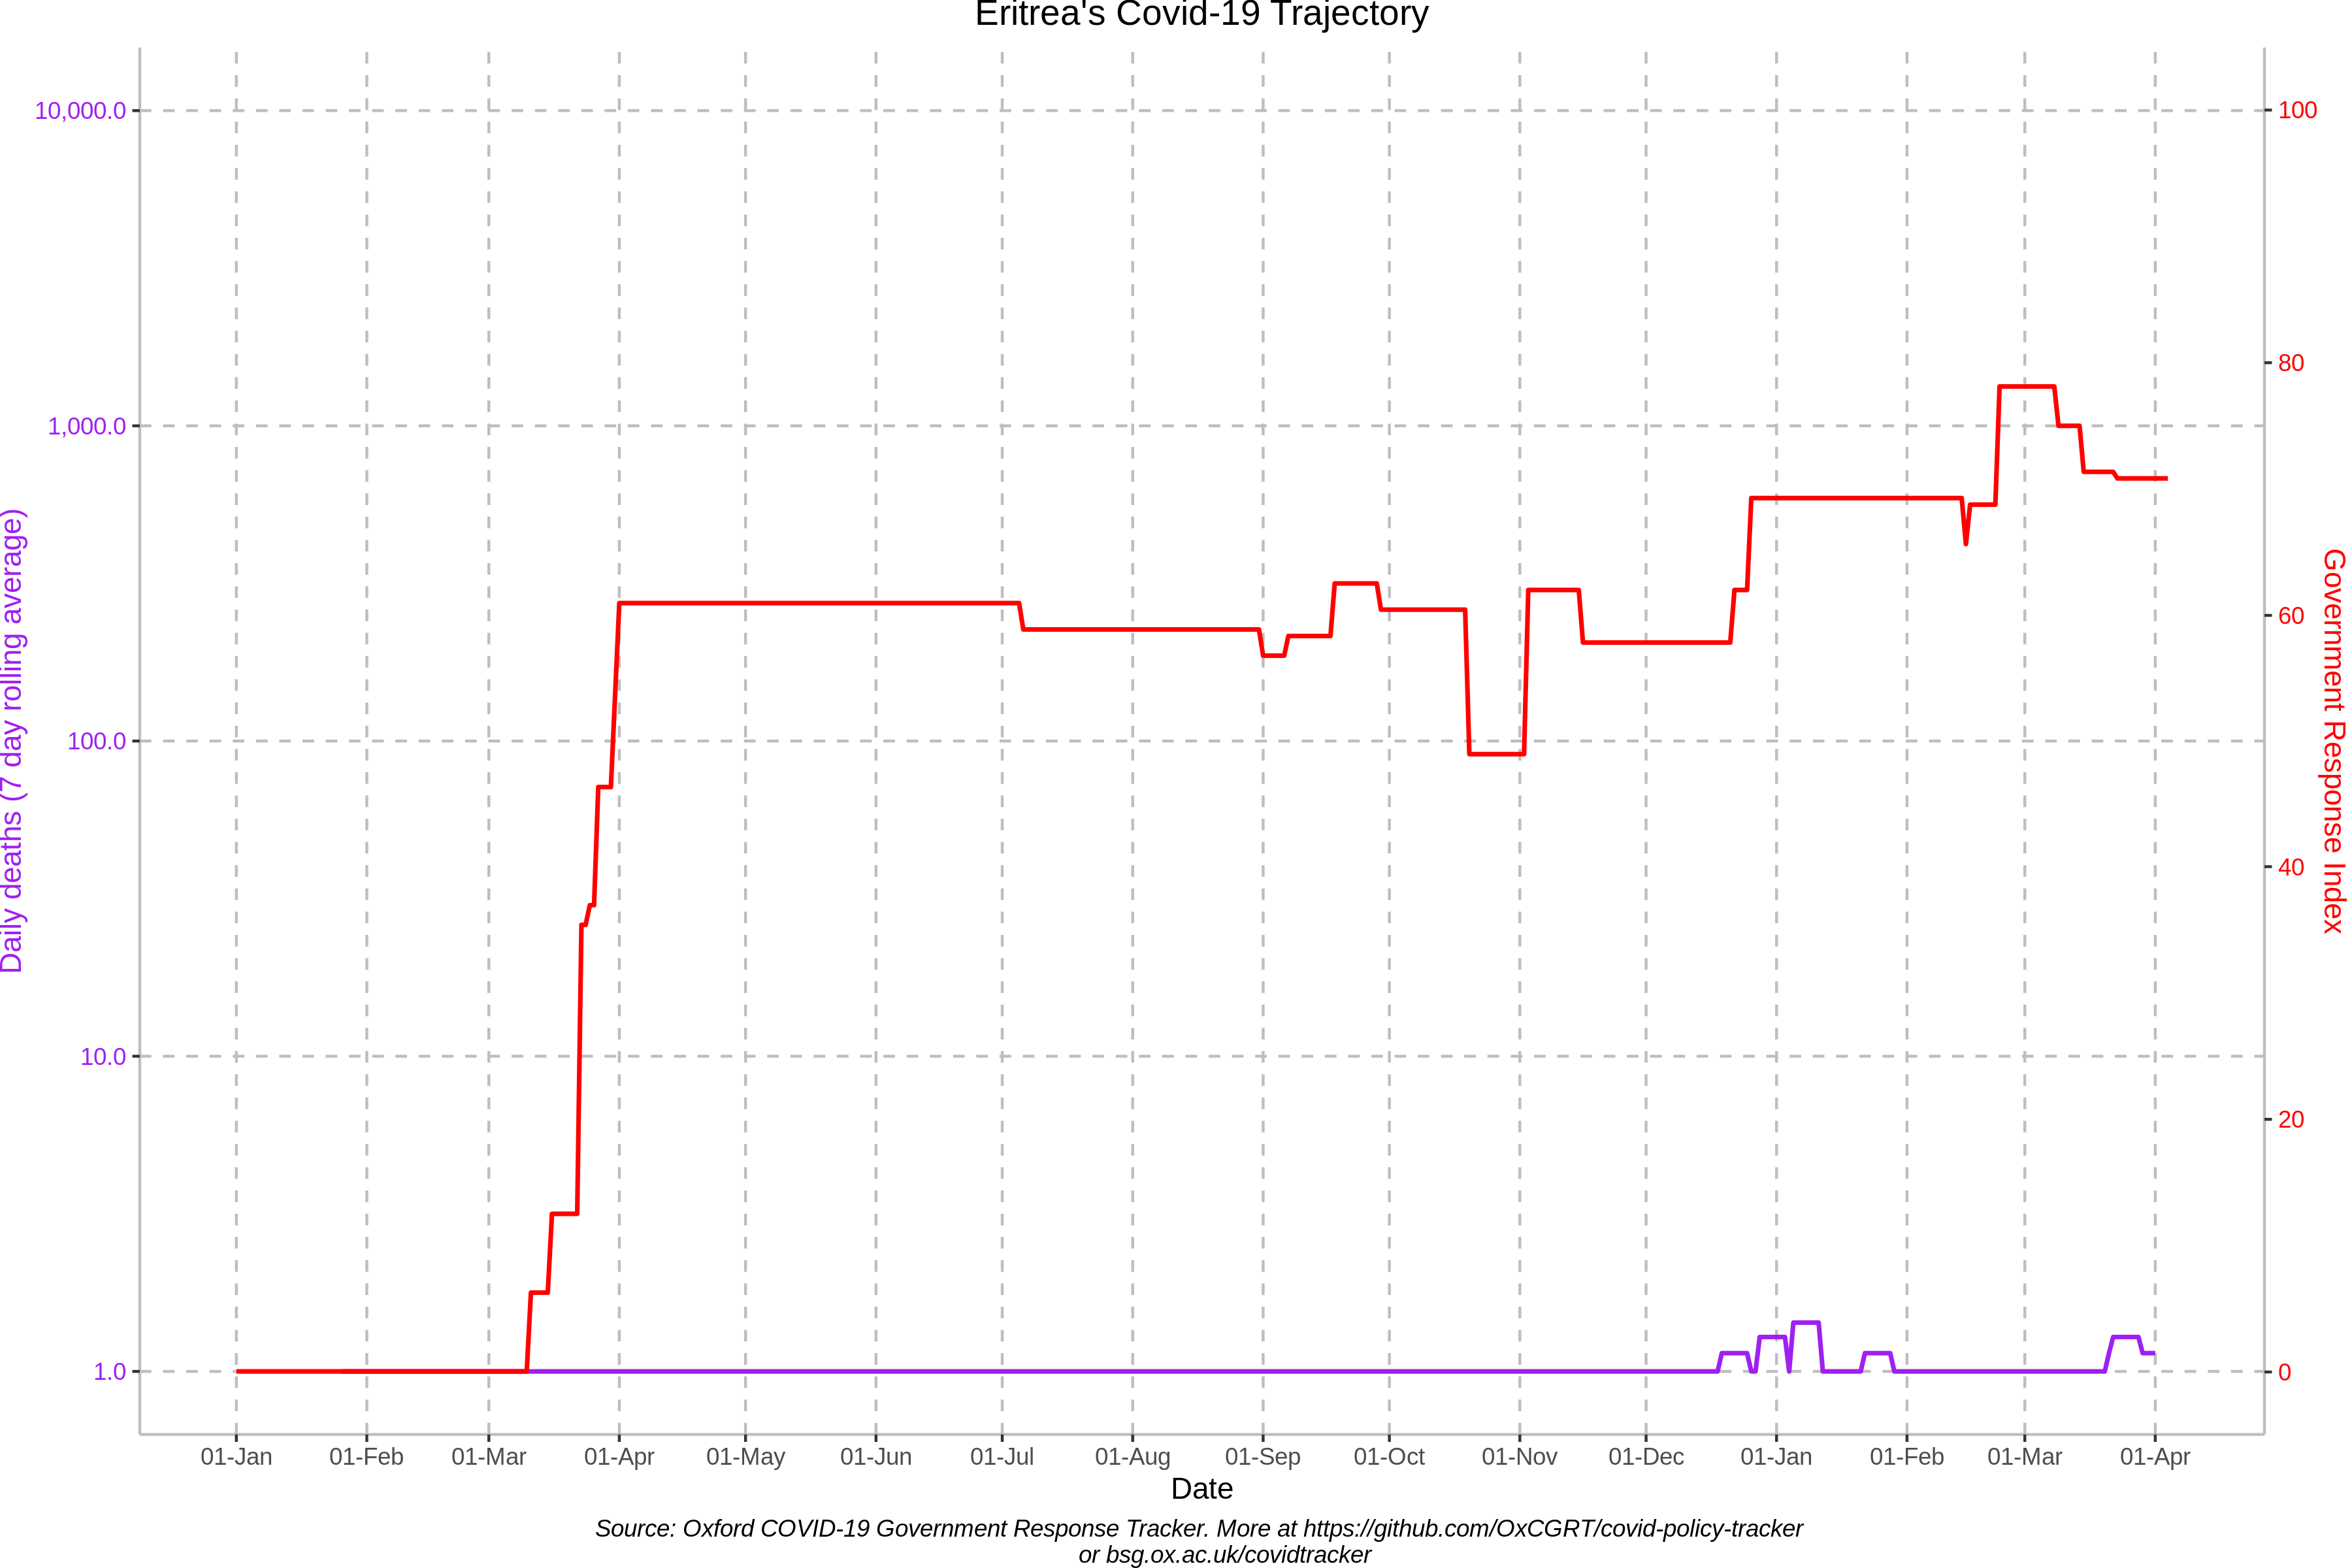 Eritrea's Covid-19 Trajectory
10,000.0
1,000.0
100.0
10.0
1.0
Daily deaths (7 day rolling average)
100
80
60
40
20
0
Government Response Index
01-Jan 01-Feb 01-Mar 01-Apr 01-May 01-Jun 01-Jul 01-Aug 01-Sep 01-Oct 01-Nov 01-Dec 01-Jan 01-Feb 01-Mar 01-Apr
Date
Source: Oxford COVID-19 Government Response Tracker. More at https://github.com/OxCGRT/covid-policy-tracker
or bsg.ox.ac.uk/covidtracker